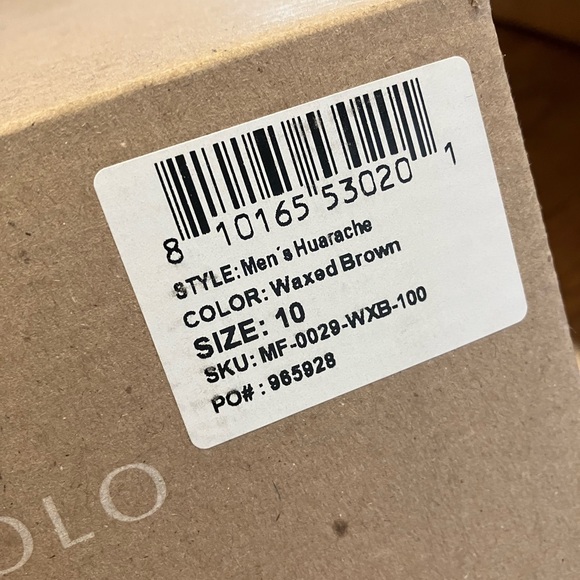 8 10165 53020 1
STYLE: Men's Huarache
COLOR: Waxed Brown
SIZE: 10
SKU: MF-0029-WXB-100
PO# : 965928
OLO